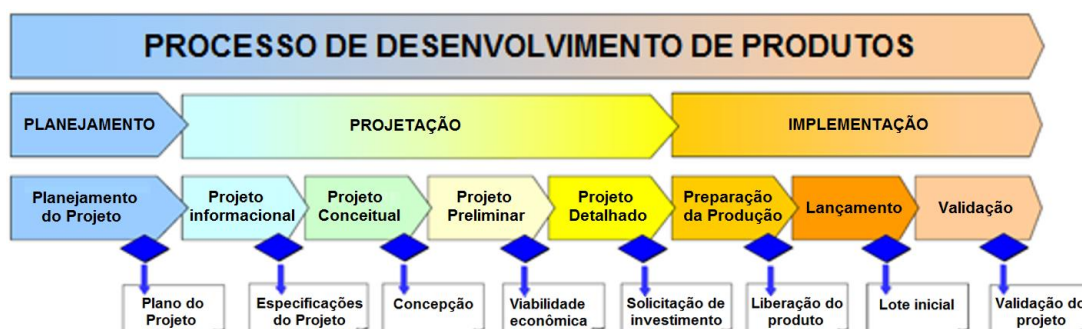 PROCESSO DE DESENVOLVIMENTO DE PRODUTOS
PLANEJAMENTO
PROJETAÇÃO
IMPLEMENTAÇÃO
Planejamento
do Projeto
Projeto
informacional
Projeto
Conceitual
Projeto
Preliminar
Projeto
Detalhado
Preparação
da Produção
Lançamento
Validação
Plano do
Projeto
Especificações
do Projeto
Concepção
Viabilidade
econômica
Solicitação de
investimento
Liberação do
produto
Lote inicial
Validação do
projeto